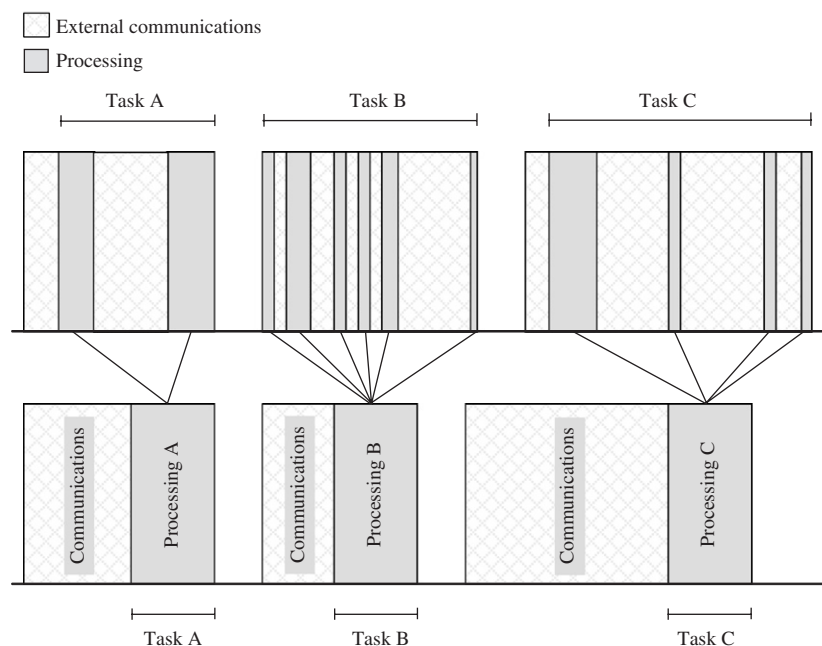 External communications
Processing
Task A
Task B
Task C
Communications
Processing A
Communications
Processing B
Communications
Processing C
Task A
Task B
Task C